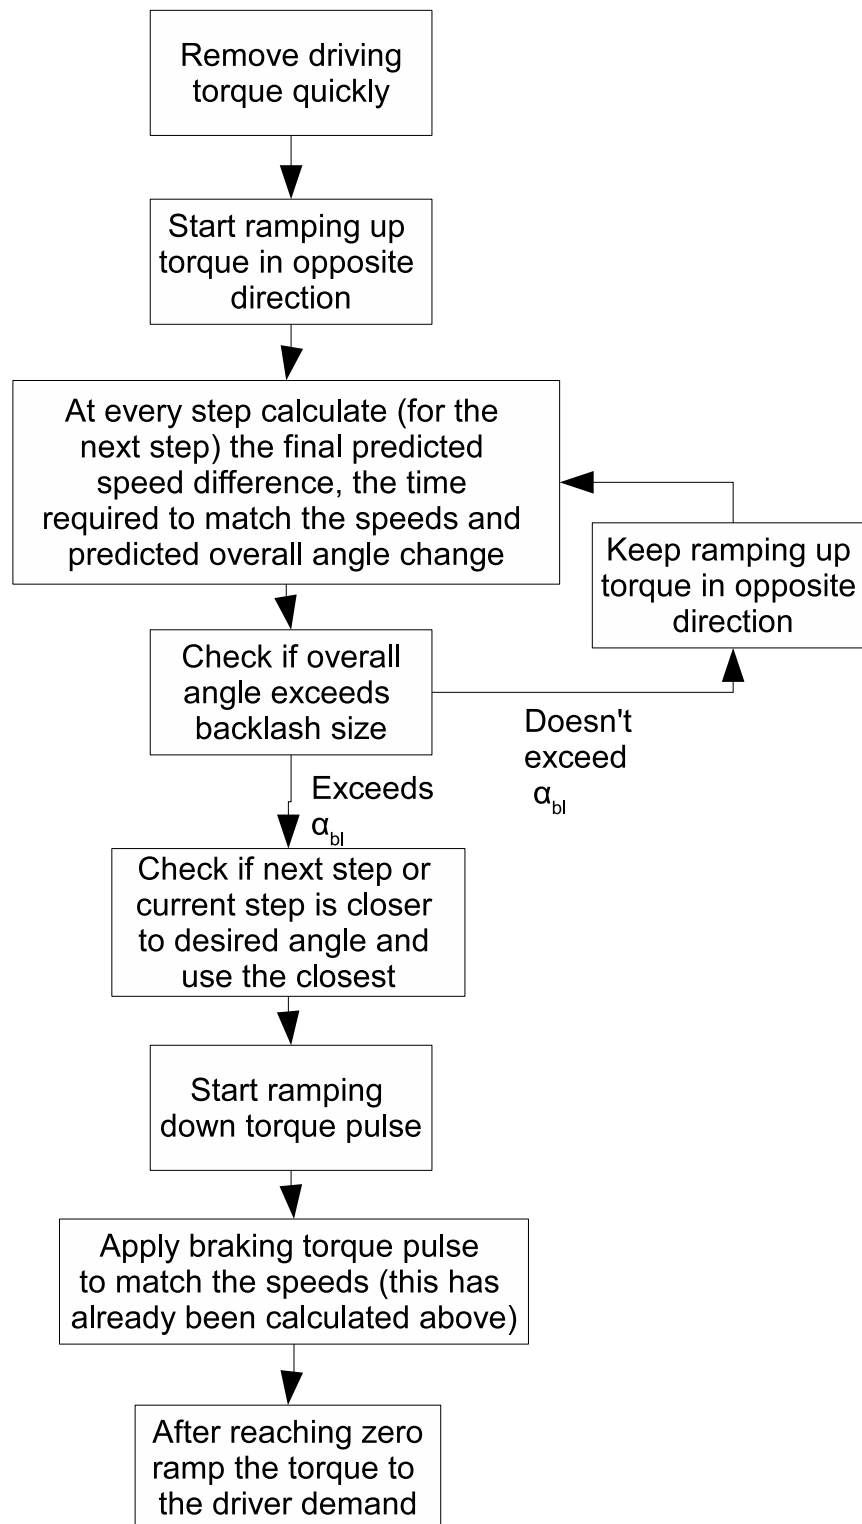 Remove driving
torque quickly
Start ramping up
torque in opposite
direction
At every step calculate (for the
next step) the final predicted
speed difference, the time
required to match the speeds and
predicted overall angle change
Keep ramping up
torque in opposite
direction
Check if overall
angle exceeds
backlash size
Doesn't
exceed
α_bl
Exceeds
α_bl
Check if next step or
current step is closer
to desired angle and
use the closest
Start ramping
down torque pulse
Apply braking torque pulse
to match the speeds (this has
already been calculated above)
After reaching zero
ramp the torque to
the driver demand